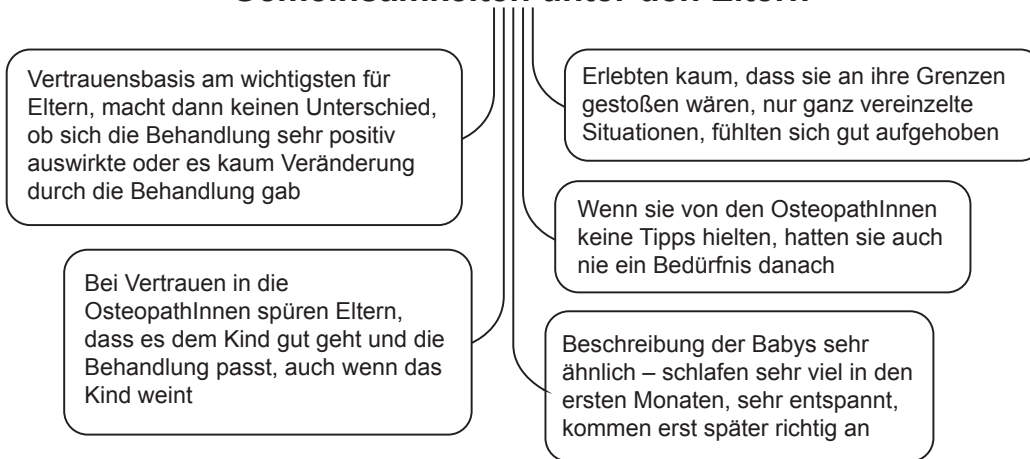 Gemeinsamkeiten unter den Eltern
Vertrauensbasis am wichtigsten für
Eltern, macht dann keinen Unterschied,
ob sich die Behandlung sehr positiv
auswirkte oder es kaum Veränderung
durch die Behandlung gab
Erlebten kaum, dass sie an ihre Grenzen
gestoßen wären, nur ganz vereinzelte
Situationen, fühlten sich gut aufgehoben
Wenn sie von den OsteopathInnen
keine Tipps hielten, hatten sie auch
nie ein Bedürfnis danach
Bei Vertrauen in die
OsteopathInnen spüren Eltern,
dass es dem Kind gut geht und die
Behandlung passt, auch wenn das
Kind weint
Beschreibung der Babys sehr
ähnlich – schlafen sehr viel in den
ersten Monaten, sehr entspannt,
kommen erst später richtig an